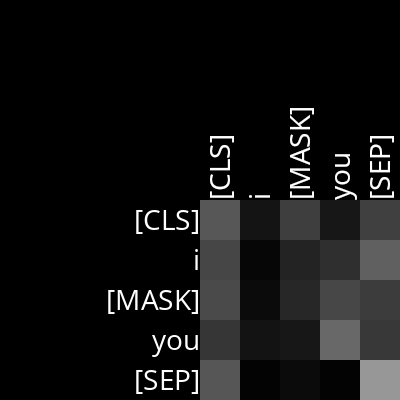 [CLS] i [MASK] you [SEP]
[CLS]
i
[MASK]
you
[SEP]